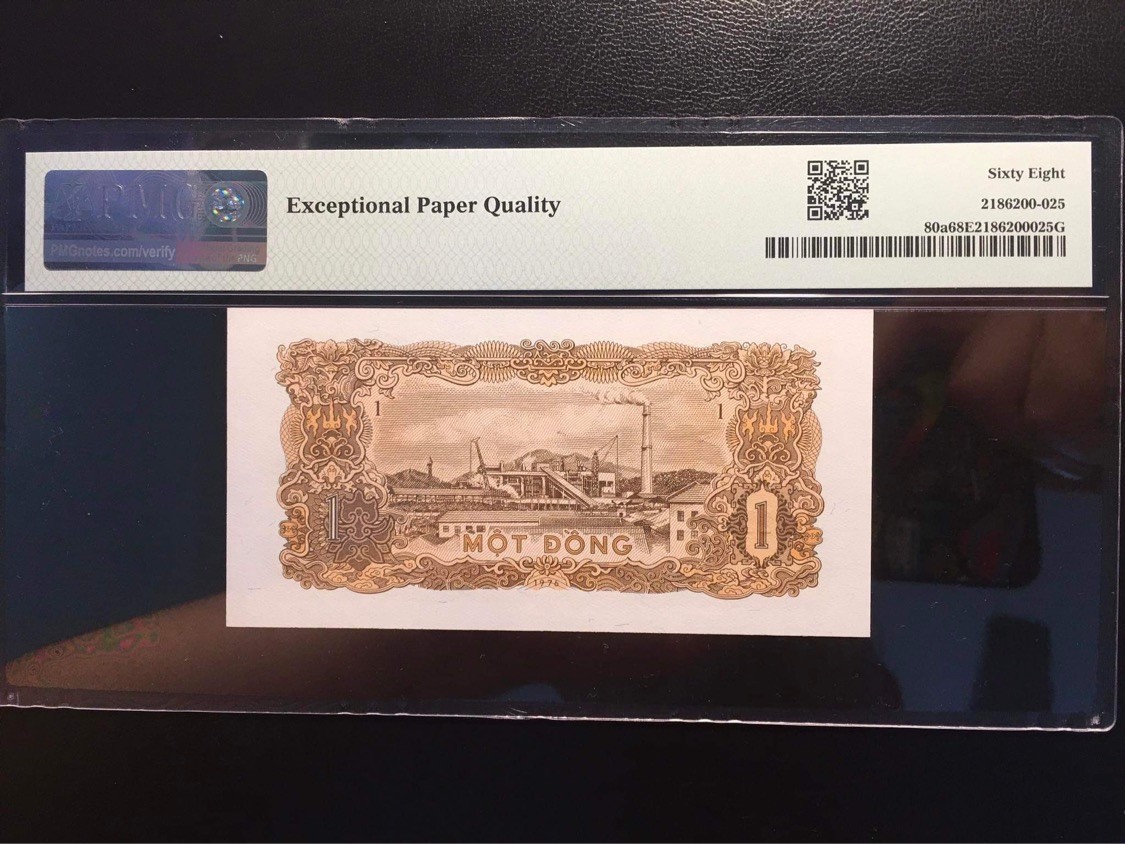 PMG
PMGnotes.com/verify
PMG
Exceptional Paper Quality
Sixty Eight
2186200-025
80a68E2186200025G
1
1
1
1
MỘT ĐỒNG
1976